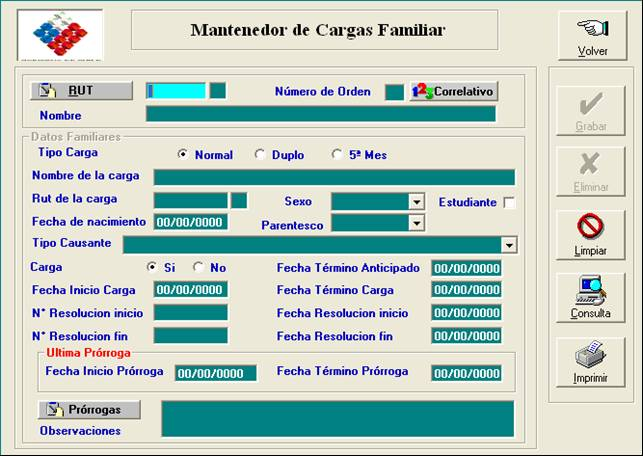 Mantenedor de Cargas Familiar
Volver
RUT
Número de Orden
123
Correlativo
Nombre
Datos Familiares
Tipo Carga
Normal
Duplo
5ª Mes
Nombre de la carga
Rut de la carga
Sexo
Estudiante
Fecha de nacimiento
00/00/0000
Parentesco
Tipo Causante
Carga
Si
No
Fecha Término Anticipado
00/00/0000
Fecha Inicio Carga
00/00/0000
Fecha Término Carga
00/00/0000
N° Resolucion inicio
Fecha Resolucion inicio
00/00/0000
N° Resolucion fin
Fecha Resolucion fin
00/00/0000
Ultima Prórroga
Fecha Inicio Prórroga
00/00/0000
Fecha Término Prórroga
00/00/0000
Prórrogas
Observaciones
Grabar
Eliminar
Limpiar
Consulta
Imprimir